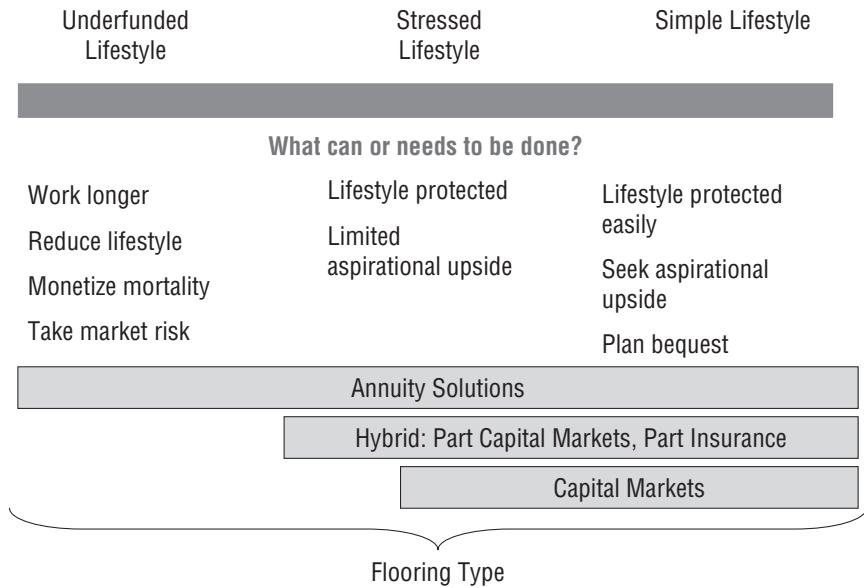 Underfunded
Lifestyle
Stressed
Lifestyle
Simple Lifestyle
What can or needs to be done?
Work longer
Reduce lifestyle
Monetize mortality
Take market risk
Lifestyle protected
Limited
aspirational upside
Lifestyle protected
easily
Seek aspirational
upside
Plan bequest
Annuity Solutions
Hybrid: Part Capital Markets, Part Insurance
Capital Markets
Flooring Type